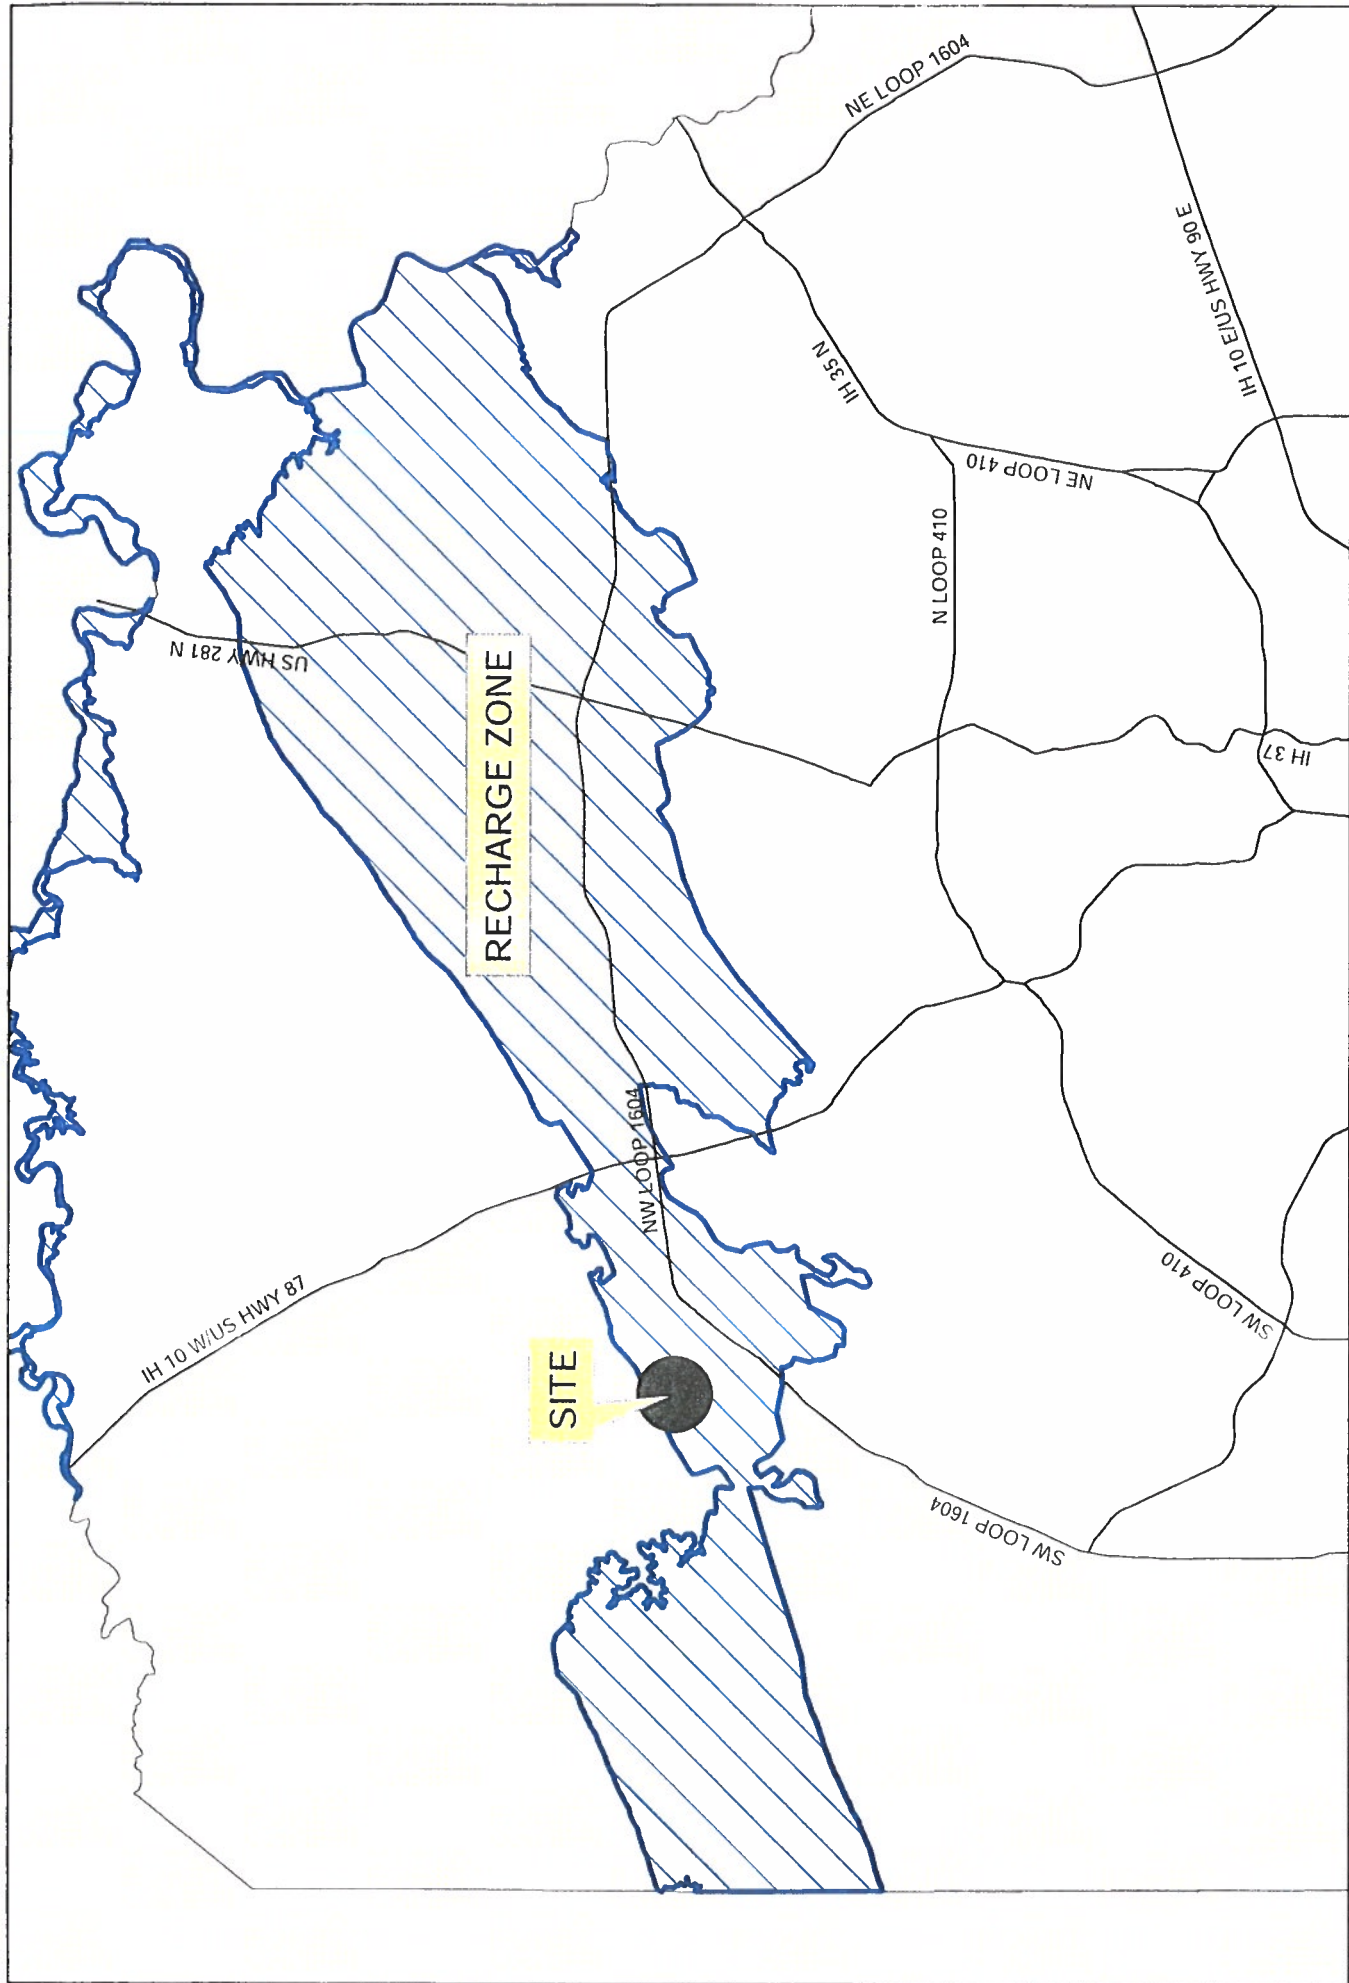 NE LOOP 1604
IH 10 E/US HWY 90 E
IH 35 N
NE LOOP 410
N LOOP 410
US HWY 281 N
RECHARGE ZONE
IH 37
NW LOOP 1604
IH 10 W/US HWY 87
SITE
SW LOOP 410
SW LOOP 1604